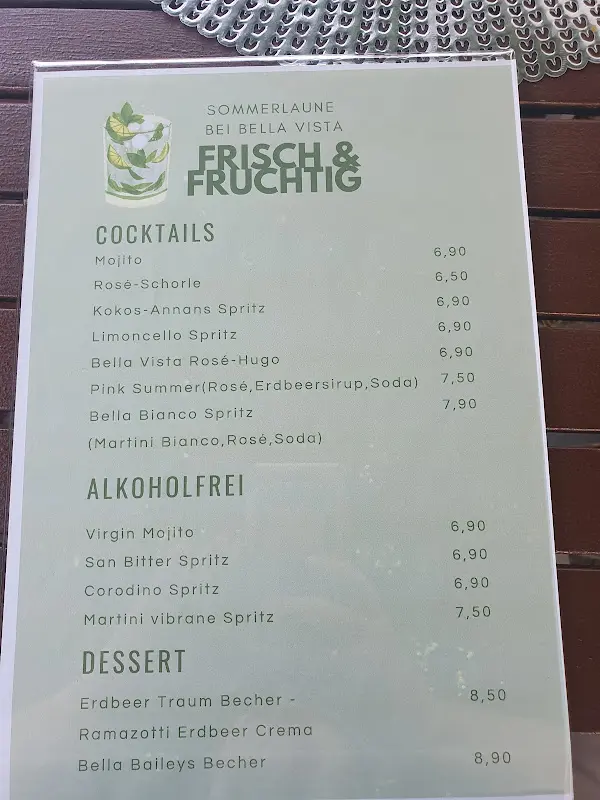 SOMMERLAUNE
BEI BELLA VISTA
FRISCH &
FRUCHTIG
COCKTAILS
Mojito 6,90
Rosé-Schorle 6,50
Kokos-Annans Spritz 6,90
Limoncello Spritz 6,90
Bella Vista Rosé-Hugo 6,90
Pink Summer(Rosé,Erdbeersirup,Soda) 7,50
Bella Bianco Spritz 7,90
(Martini Bianco,Rosé,Soda)
ALKOHOLFREI
Virgin Mojito 6,90
San Bitter Spritz 6,90
Corodino Spritz 6,90
Martini vibrane Spritz 7,50
DESSERT
Erdbeer Traum Becher - 8,50
Ramazotti Erdbeer Crema
Bella Baileys Becher 8,90